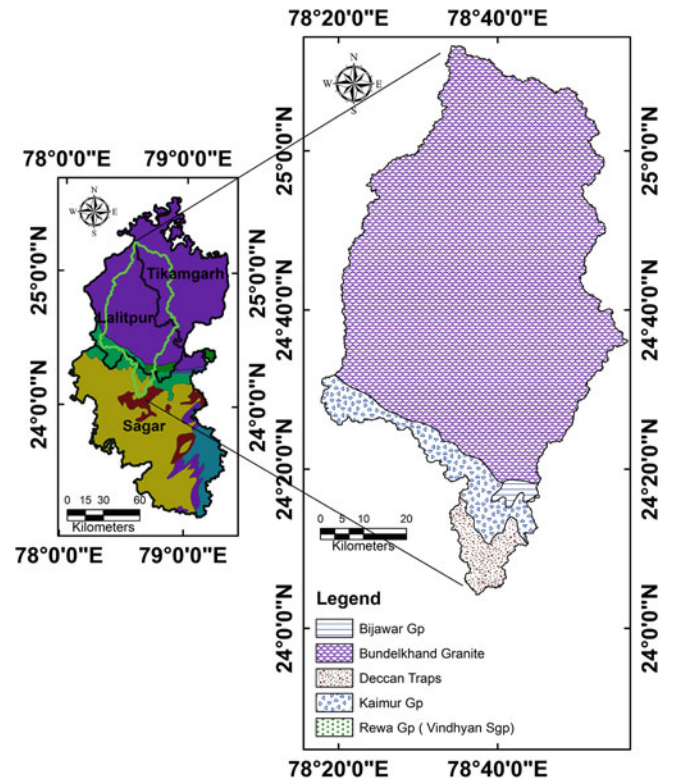 78°20'0"E 78°40'0"E
N
W E
S
25°0'0"N
25°0'0"N
24°40'0"N
24°40'0"N
24°20'0"N
24°20'0"N
24°0'0"N
24°0'0"N
0 5 10 20
Kilometers
Legend
Bijawar Gp
Bundelkhand Granite
Deccan Traps
Kaimur Gp
Rewa Gp ( Vindhyan Sgp)
78°20'0"E 78°40'0"E
78°0'0"E 79°0'0"E
N
W E
S
25°0'0"N
25°0'0"N
24°0'0"N
24°0'0"N
Tikamgarh
Lalitpur
Sagar
0 15 30 60
Kilometers
78°0'0"E 79°0'0"E